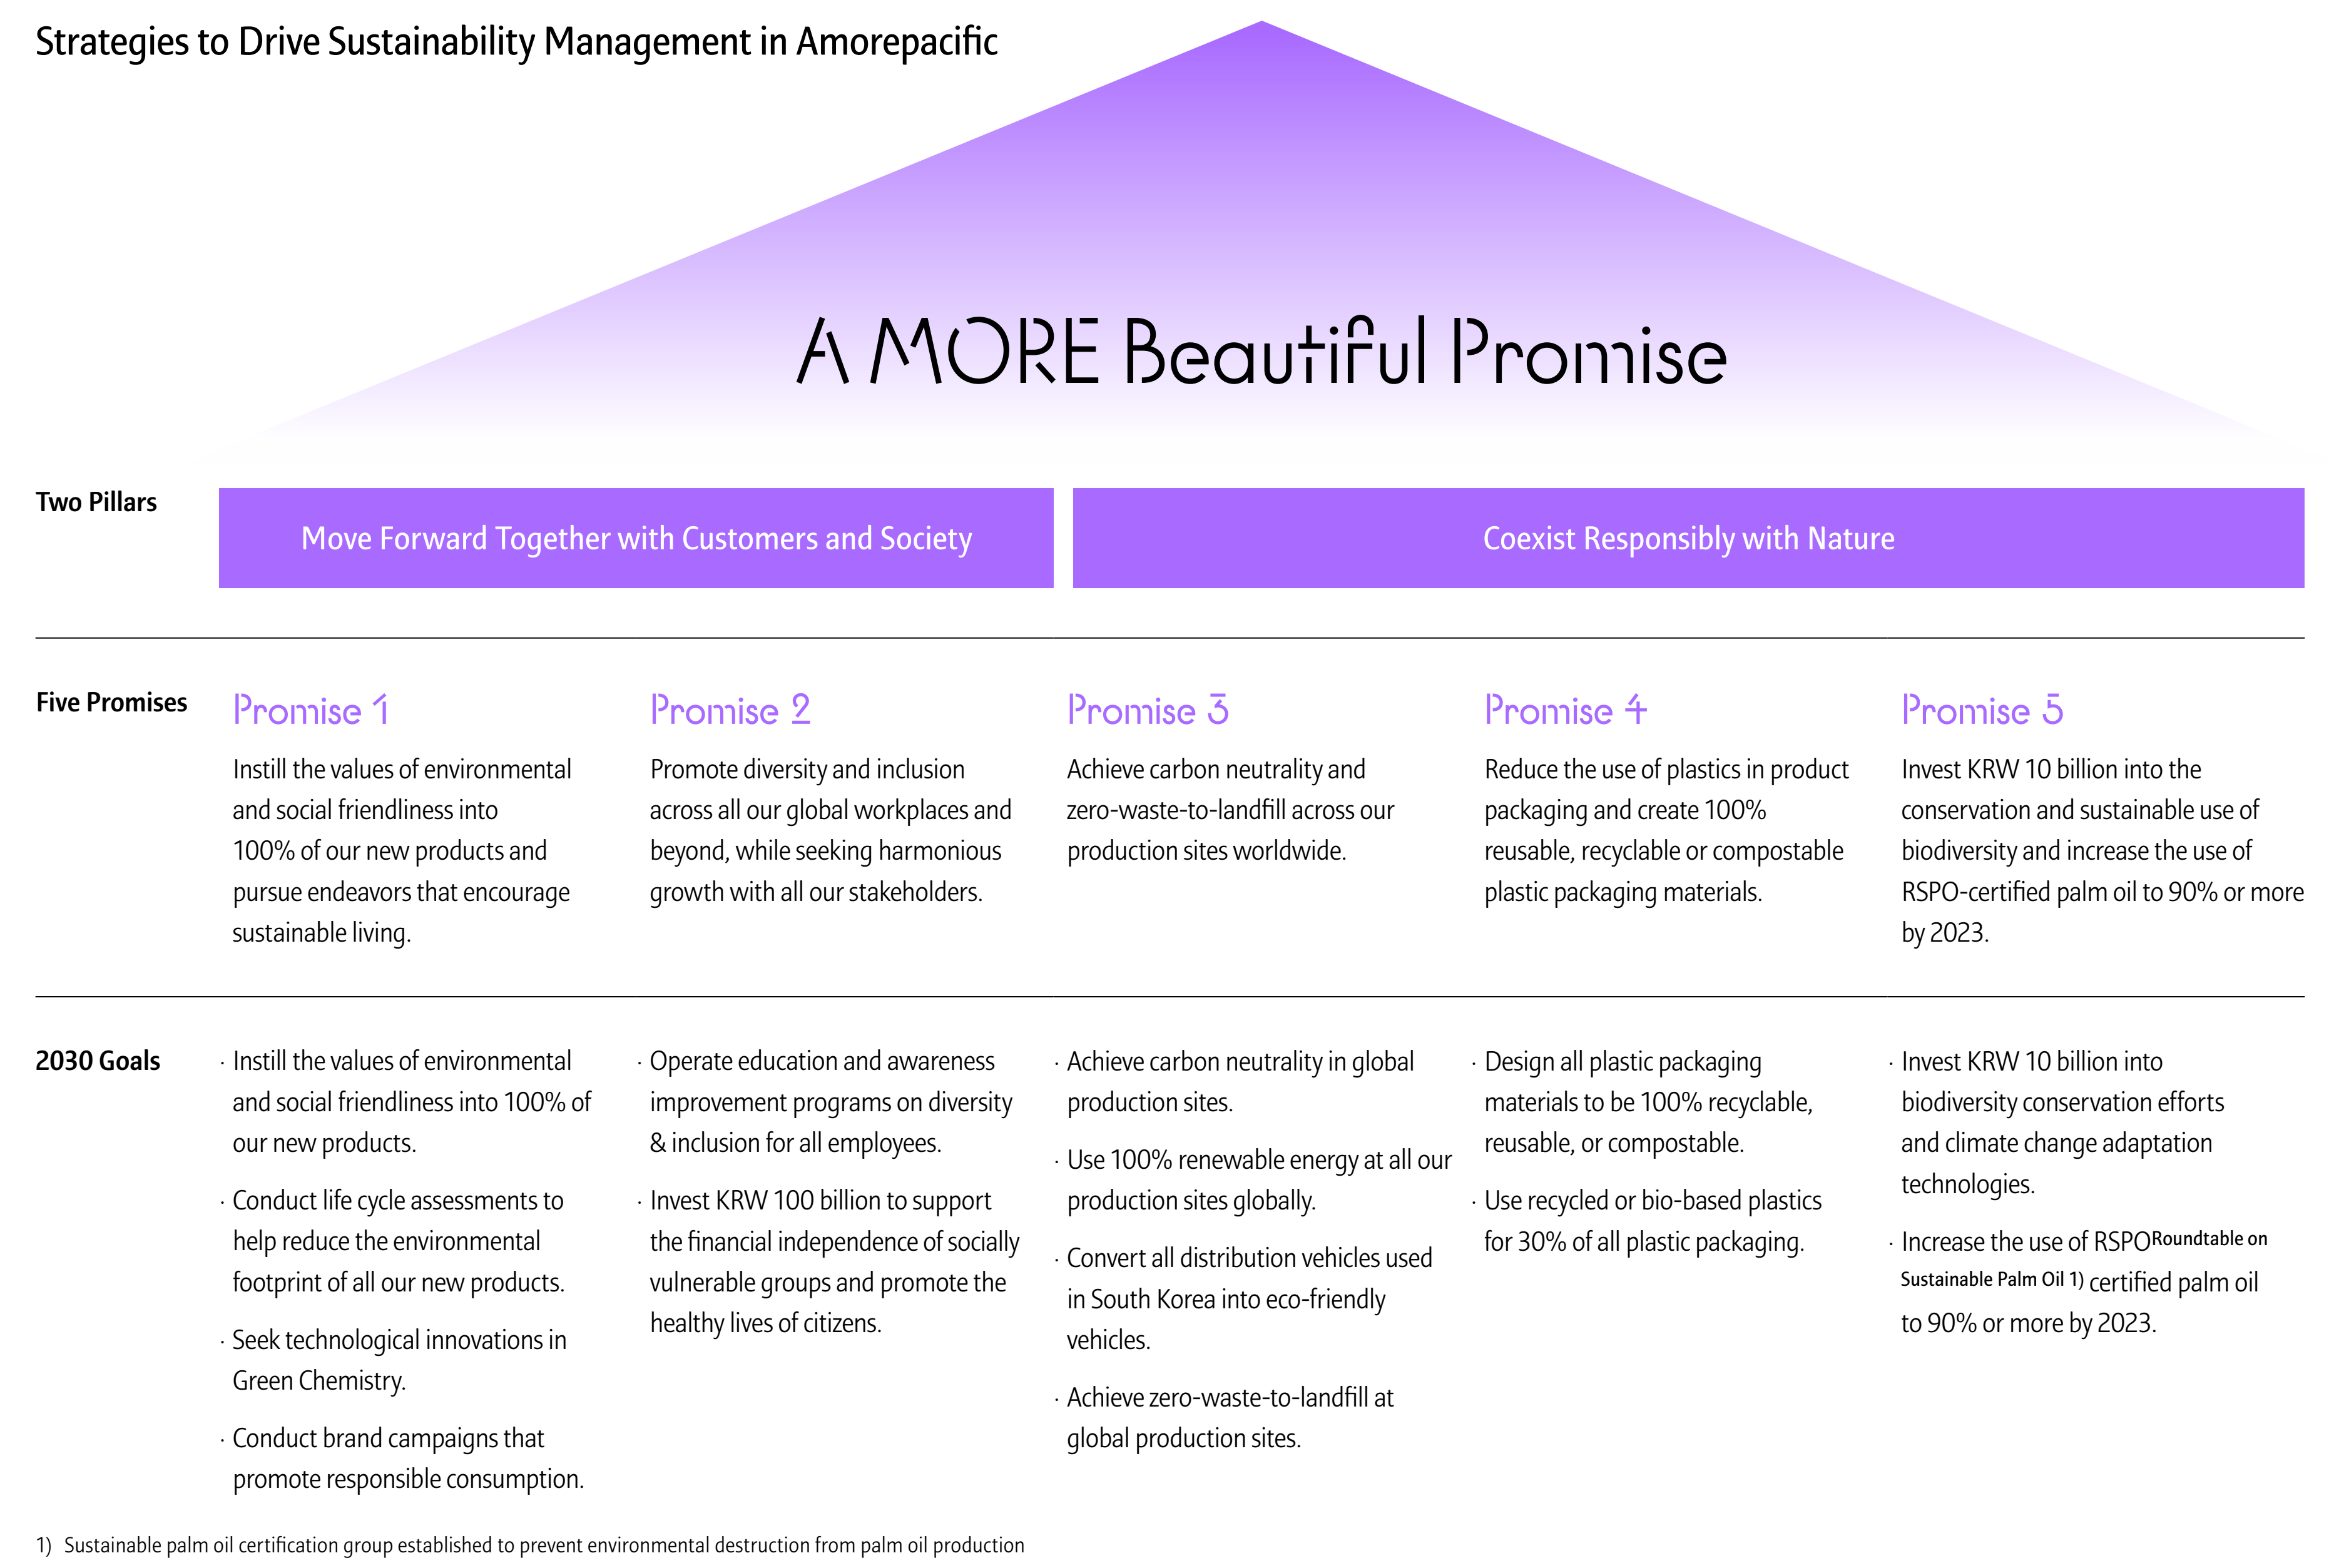 Strategies to Drive Sustainability Management in Amorepacific
A MORE Beautiful Promise
Two Pillars
Move Forward Together with Customers and Society
Coexist Responsibly with Nature
Five Promises
Promise 1
Instill the values of environmental
and social friendliness into
100% of our new products and
pursue endeavors that encourage
sustainable living.
Promise 2
Promote diversity and inclusion
across all our global workplaces and
beyond, while seeking harmonious
growth with all our stakeholders.
Promise 3
Achieve carbon neutrality and
zero-waste-to-landfill across our
production sites worldwide.
Promise 4
Reduce the use of plastics in product
packaging and create 100%
reusable, recyclable or compostable
plastic packaging materials.
Promise 5
Invest KRW 10 billion into the
conservation and sustainable use of
biodiversity and increase the use of
RSPO-certified palm oil to 90% or more
by 2023.
2030 Goals
· Instill the values of environmental
and social friendliness into 100% of
our new products.
· Conduct life cycle assessments to
help reduce the environmental
footprint of all our new products.
· Seek technological innovations in
Green Chemistry.
· Conduct brand campaigns that
promote responsible consumption.
· Operate education and awareness
improvement programs on diversity
& inclusion for all employees.
· Invest KRW 100 billion to support
the financial independence of socially
vulnerable groups and promote the
healthy lives of citizens.
· Achieve carbon neutrality in global
production sites.
· Use 100% renewable energy at all our
production sites globally.
· Convert all distribution vehicles used
in South Korea into eco-friendly
vehicles.
· Achieve zero-waste-to-landfill at
global production sites.
· Design all plastic packaging
materials to be 100% recyclable,
reusable, or compostable.
· Use recycled or bio-based plastics
for 30% of all plastic packaging.
· Invest KRW 10 billion into
biodiversity conservation efforts
and climate change adaptation
technologies.
· Increase the use of RSPO Roundtable on
Sustainable Palm Oil 1) certified palm oil
to 90% or more by 2023.
1) Sustainable palm oil certification group established to prevent environmental destruction from palm oil production